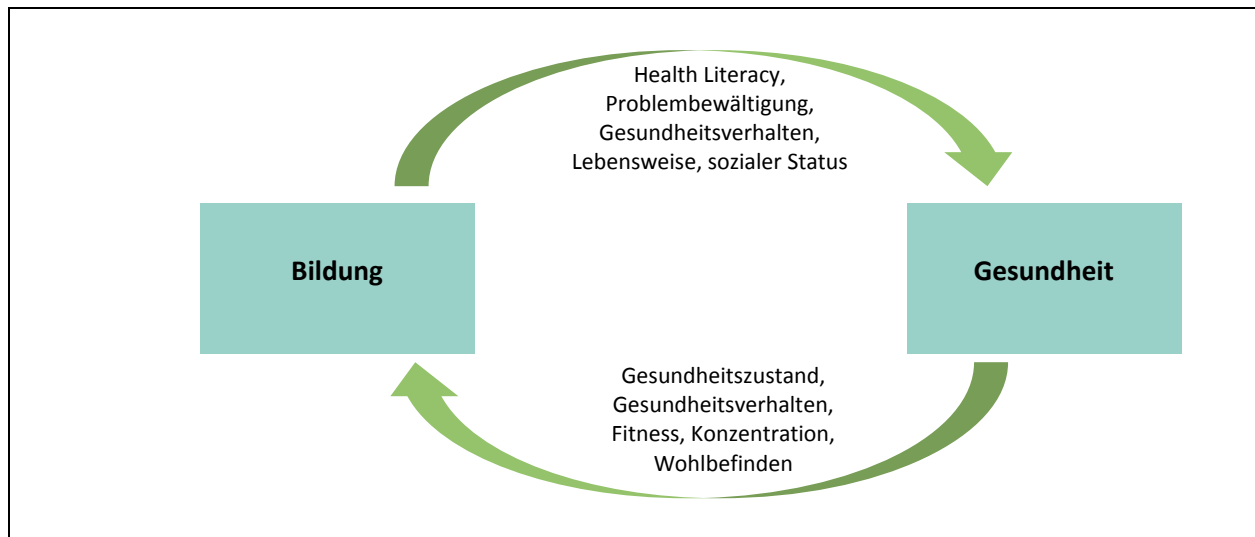 Health Literacy,
Problembewältigung,
Gesundheitsverhalten,
Lebensweise, sozialer Status
Bildung
Gesundheit
Gesundheitszustand,
Gesundheitsverhalten,
Fitness, Konzentration,
Wohlbefinden